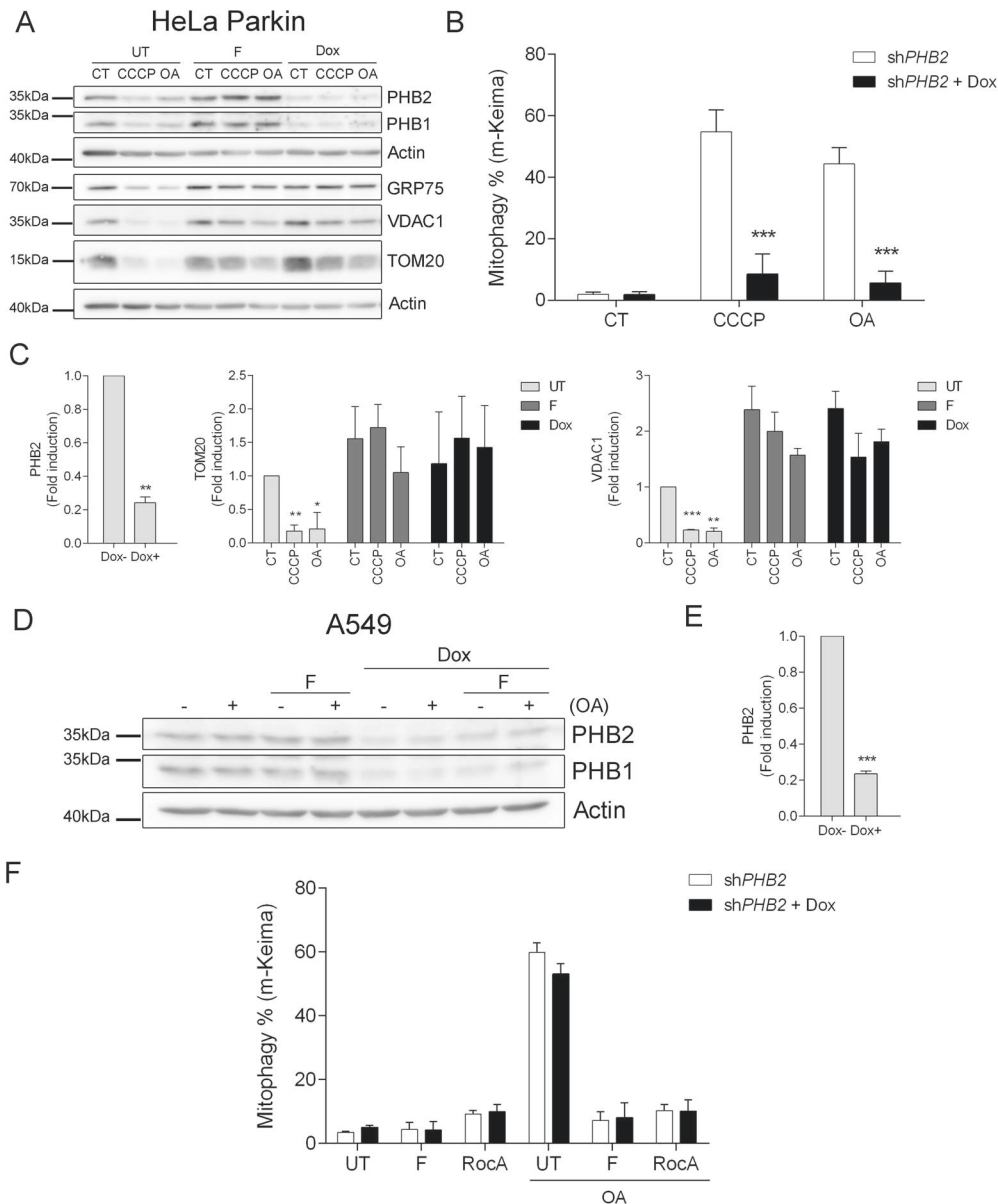 A
HeLa Parkin
UT F Dox
CT CCCP OA CT CCCP OA CT CCCP OA
35kDa PHB2
35kDa PHB1
40kDa Actin
70kDa GRP75
35kDa VDAC1
15kDa TOM20
40kDa Actin
B
Mitophagy % (m-Keima)
80
60
40
20
0
shPHB2
shPHB2 + Dox
***
***
CT CCCP OA
C
PHB2
(Fold induction)
1.0
0.8
0.6
0.4
0.2
0.0
**
Dox- Dox+
TOM20
(Fold induction)
2.5
2.0
1.5
1.0
0.5
0.0
** *
CT CCCP OA CT CCCP OA CT CCCP OA
UT
F
Dox
VDAC1
(Fold induction)
3
2
1
0
*** **
CT CCCP OA CT CCCP OA CT CCCP OA
UT
F
Dox
D
A549
Dox
F F
- + - + - + - + (OA)
35kDa PHB2
35kDa PHB1
40kDa Actin
E
PHB2
(Fold induction)
1.0
0.8
0.6
0.4
0.2
0.0
***
Dox- Dox+
F
Mitophagy % (m-Keima)
80
60
40
20
0
shPHB2
shPHB2 + Dox
UT F RocA UT F RocA
OA